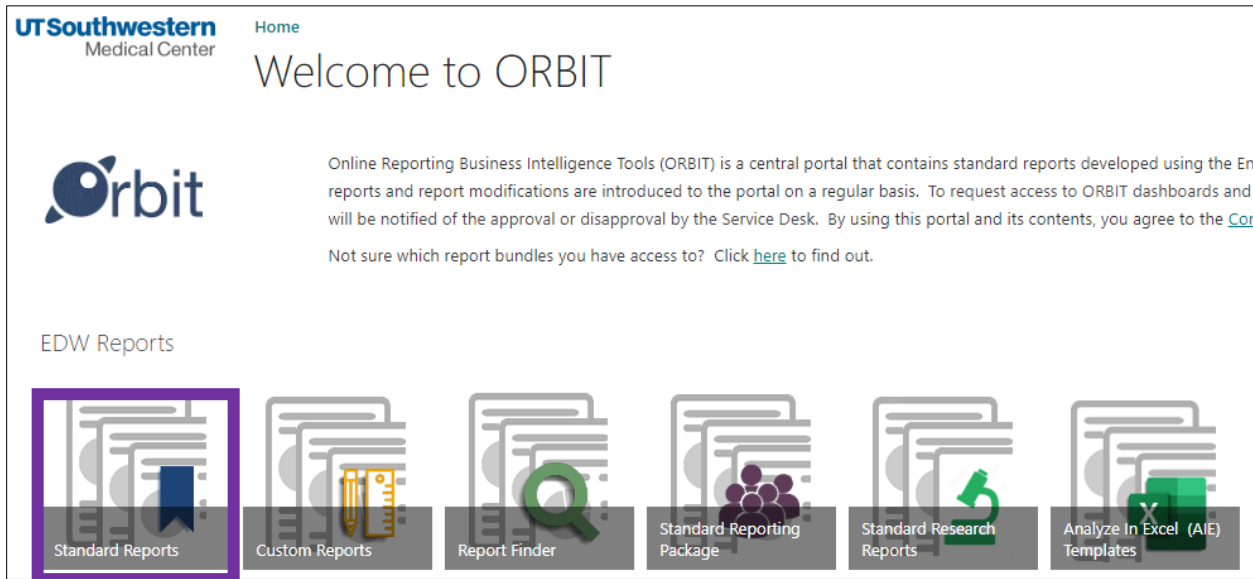 UTSouthwestern
Medical Center
Home
Welcome to ORBIT
Orbit
Online Reporting Business Intelligence Tools (ORBIT) is a central portal that contains standard reports developed using the En
reports and report modifications are introduced to the portal on a regular basis. To request access to ORBIT dashboards and
will be notified of the approval or disapproval by the Service Desk. By using this portal and its contents, you agree to the Cor
Not sure which report bundles you have access to? Click here to find out.
EDW Reports
Standard Reports
Custom Reports
Report Finder
Standard Reporting
Package
Standard Research
Reports
X
Analyze In Excel (AIE)
Templates